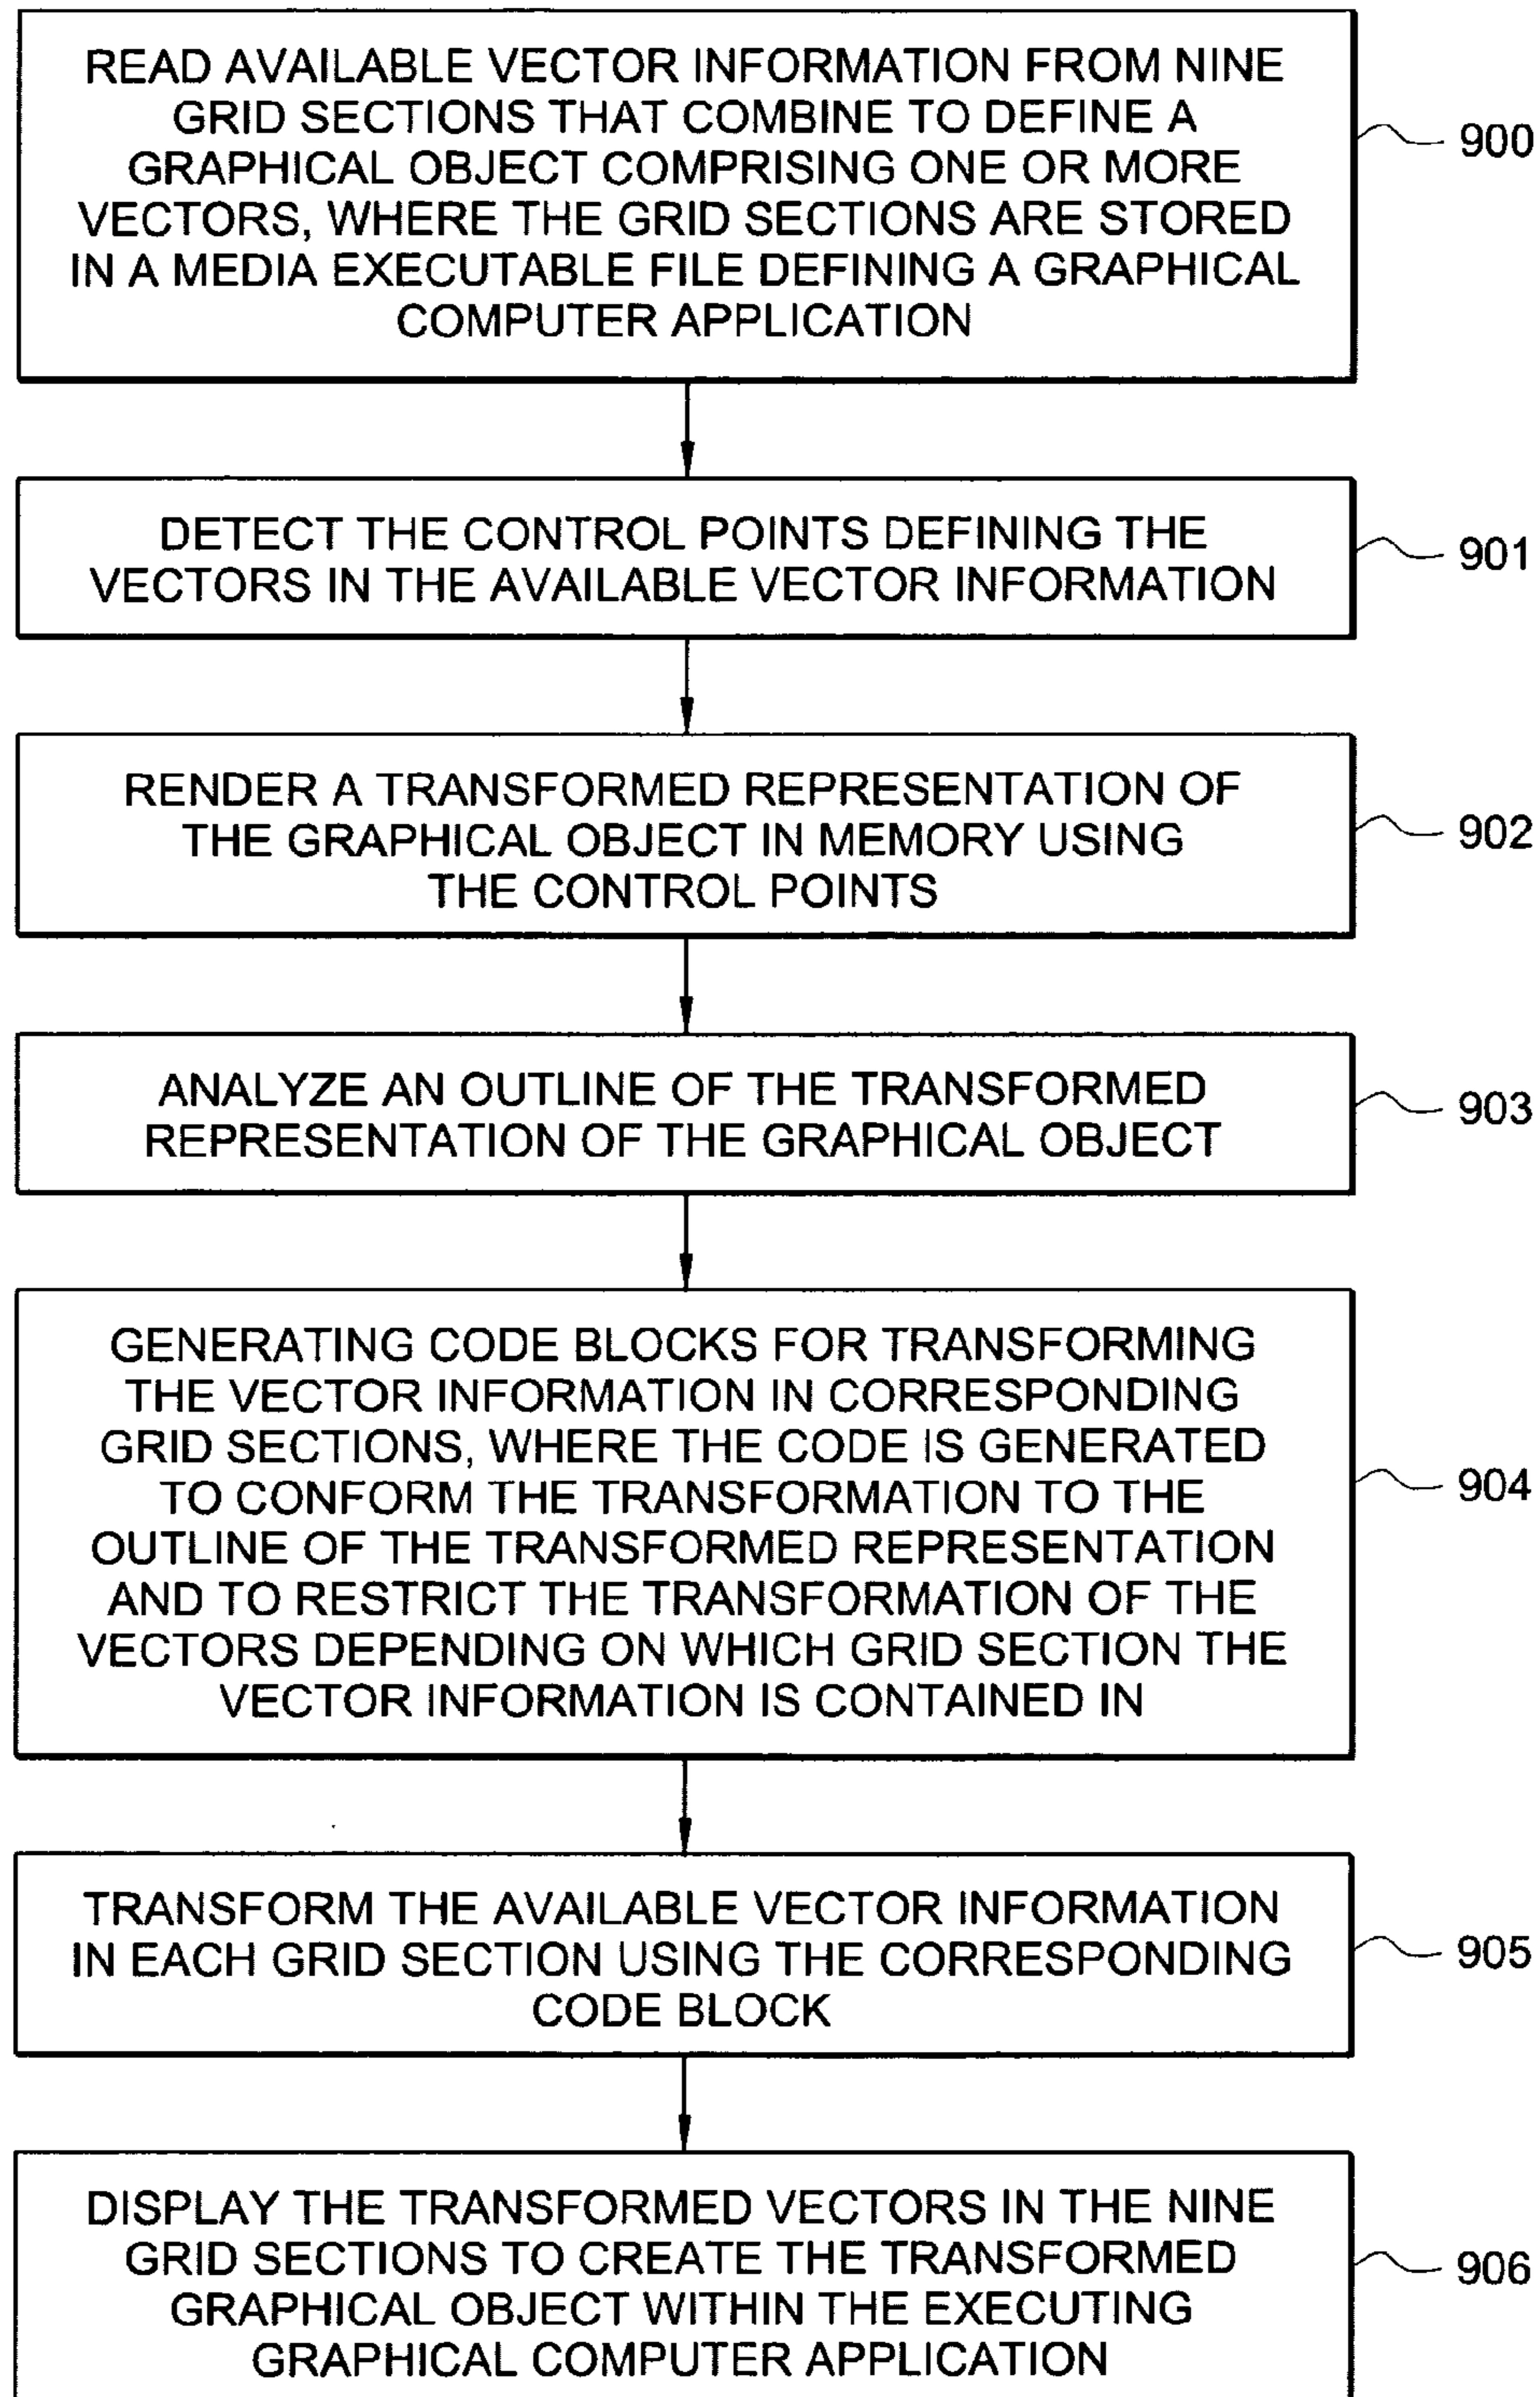 READ AVAILABLE VECTOR INFORMATION FROM NINE
GRID SECTIONS THAT COMBINE TO DEFINE A
GRAPHICAL OBJECT COMPRISING ONE OR MORE
VECTORS, WHERE THE GRID SECTIONS ARE STORED
IN A MEDIA EXECUTABLE FILE DEFINING A GRAPHICAL
COMPUTER APPLICATION
900
DETECT THE CONTROL POINTS DEFINING THE
VECTORS IN THE AVAILABLE VECTOR INFORMATION
901
RENDER A TRANSFORMED REPRESENTATION OF
THE GRAPHICAL OBJECT IN MEMORY USING
THE CONTROL POINTS
902
ANALYZE AN OUTLINE OF THE TRANSFORMED
REPRESENTATION OF THE GRAPHICAL OBJECT
903
GENERATING CODE BLOCKS FOR TRANSFORMING
THE VECTOR INFORMATION IN CORRESPONDING
GRID SECTIONS, WHERE THE CODE IS GENERATED
TO CONFORM THE TRANSFORMATION TO THE
OUTLINE OF THE TRANSFORMED REPRESENTATION
AND TO RESTRICT THE TRANSFORMATION OF THE
VECTORS DEPENDING ON WHICH GRID SECTION THE
VECTOR INFORMATION IS CONTAINED IN
904
TRANSFORM THE AVAILABLE VECTOR INFORMATION
IN EACH GRID SECTION USING THE CORRESPONDING
CODE BLOCK
905
DISPLAY THE TRANSFORMED VECTORS IN THE NINE
GRID SECTIONS TO CREATE THE TRANSFORMED
GRAPHICAL OBJECT WITHIN THE EXECUTING
GRAPHICAL COMPUTER APPLICATION
906